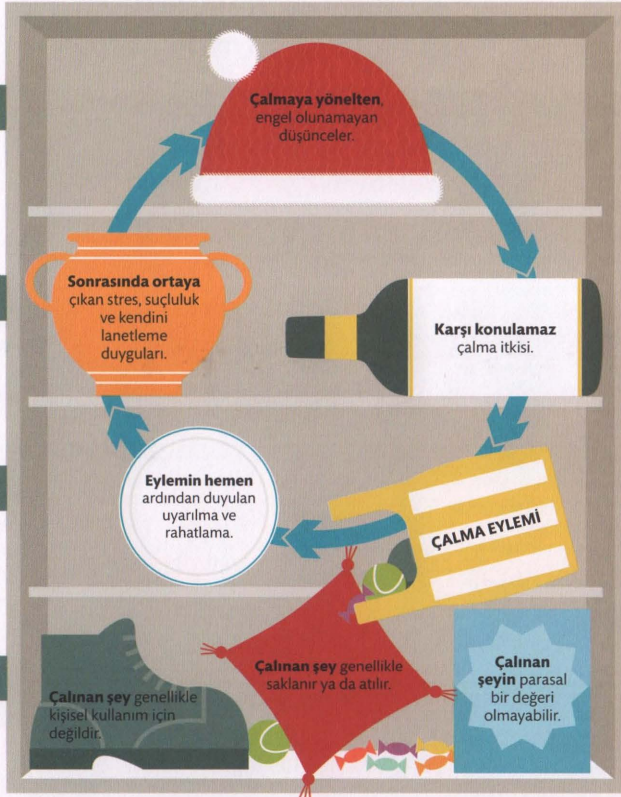 Çalmaya yönelten,
engel olunamayan
düşünceler.
Karşı konulamaz
çalma itkisi.
ÇALMA EYLEMİ
Eylemin hemen
ardından duyulan
uyarılma ve
rahatlama.
Sonrasında ortaya
çıkan stres, suçluluk
ve kendini
lanetleme
duyguları.
Çalınan şey genellikle
kişisel kullanım için
değildir.
Çalınan şey genellikle
saklanır ya da atılır.
Çalınan
şeyin parasal
bir değeri
olmayabilir.